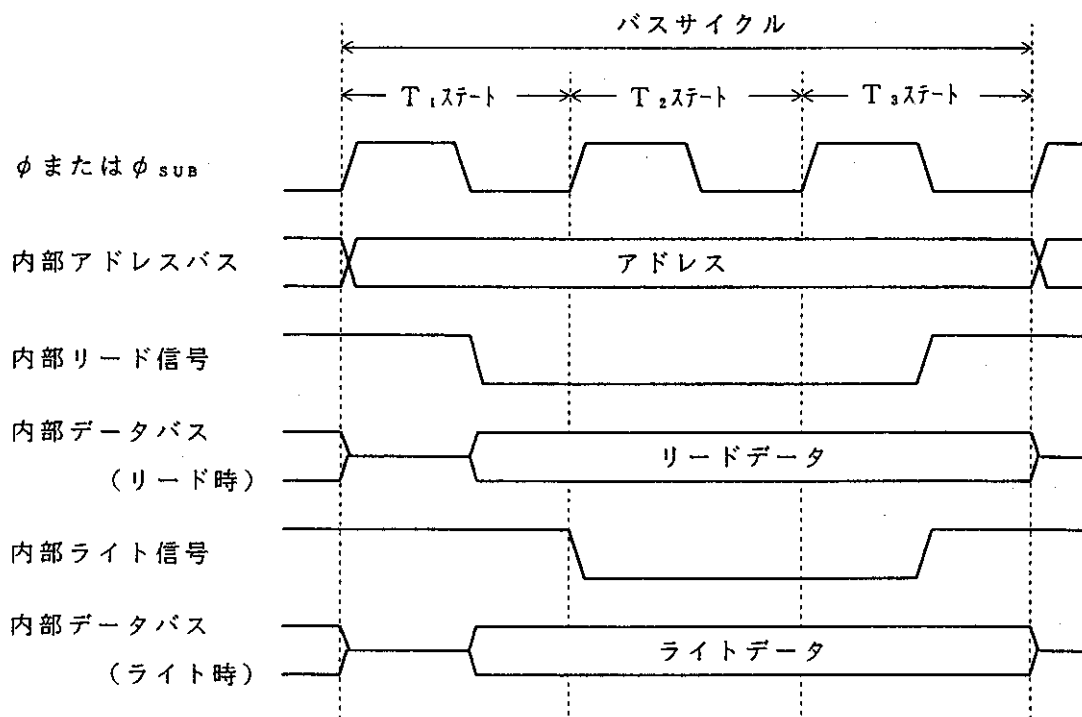 バスサイクル
T₁ステート
T₂ステート
T₃ステート
φまたはφSUB
内部アドレスバス
アドレス
内部リード信号
内部データバス
(リード時)
リードデータ
内部ライト信号
内部データバス
(ライト時)
ライトデータ